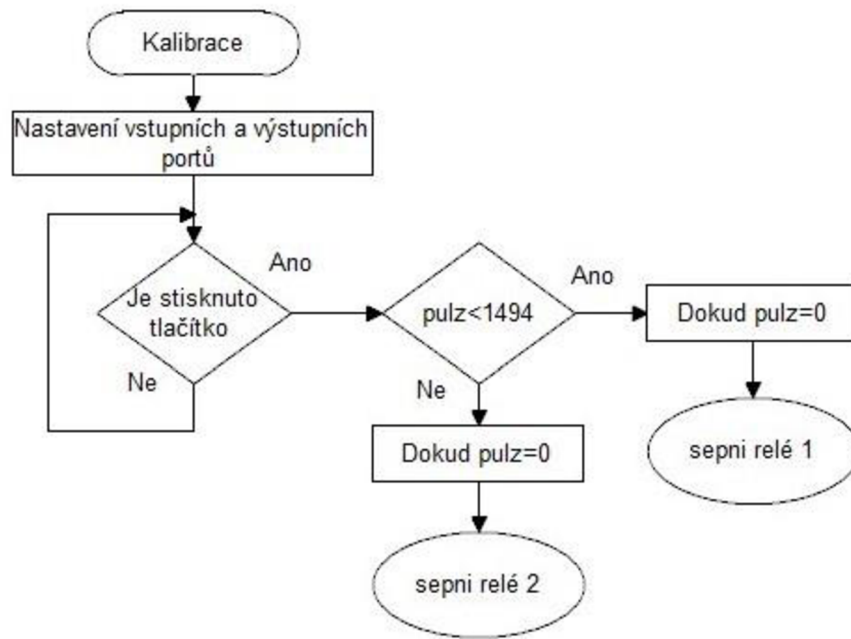 Kalibrace
Nastavení vstupních a výstupních
portů
Je stisknuto
tlačítko
Ano
Ne
pulz<1494
Ano
Ne
Dokud pulz=0
sepni relé 1
Dokud pulz=0
sepni relé 2